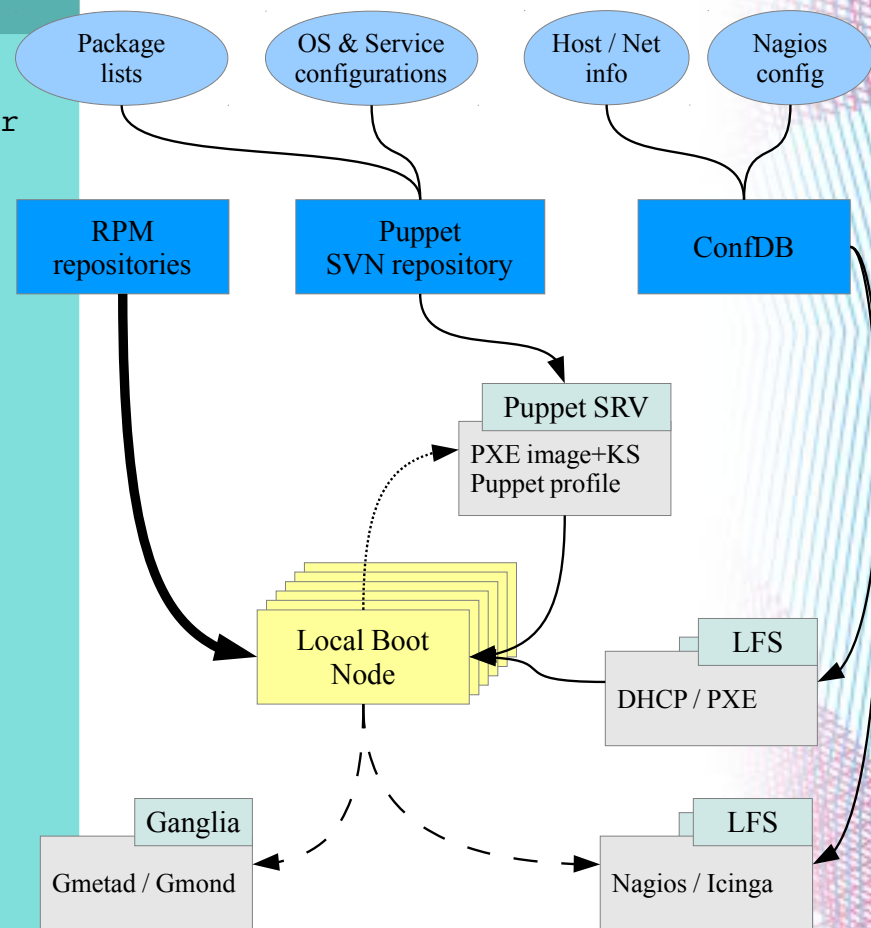 Package
lists
OS & Service
configurations
Host / Net
info
Nagios
config
r
RPM
repositories
Puppet
SVN repository
ConfDB
Puppet SRV
PXE image+KS
Puppet profile
Local Boot
Node
LFS
DHCP / PXE
Ganglia
Gmetad / Gmond
LFS
Nagios / Icinga